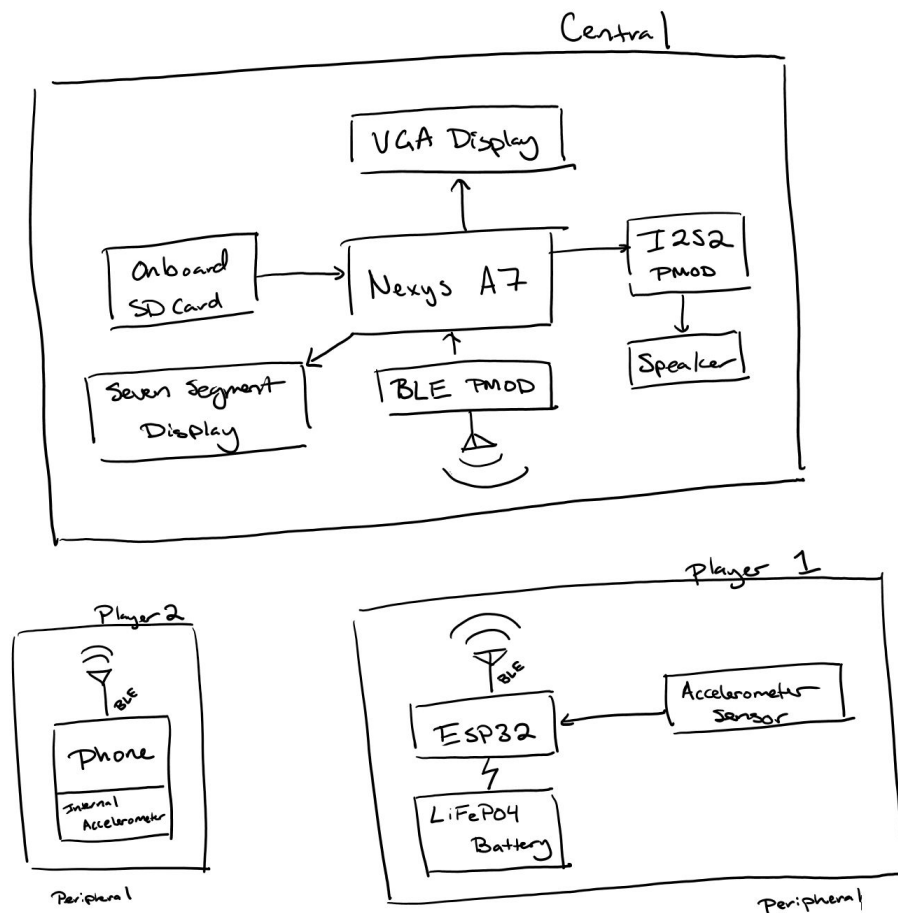 Central
VGA Display
Onboard
SD Card
Nexys A7
I2S2
PMOD
Speaker
Seven Segment
Display
BLE PMOD
Player 2
BLE
Phone
Internal
Accelerometer
Peripheral
Player 1
BLE
ESP32
Accelerometer
Sensor
LiFePO4
Battery
Peripheral